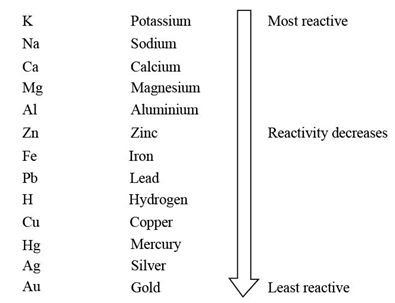 K Potassium Most reactive
Na Sodium
Ca Calcium
Mg Magnesium
Al Aluminium
Zn Zinc Reactivity decreases
Fe Iron
Pb Lead
H Hydrogen
Cu Copper
Hg Mercury
Ag Silver
Au Gold Least reactive